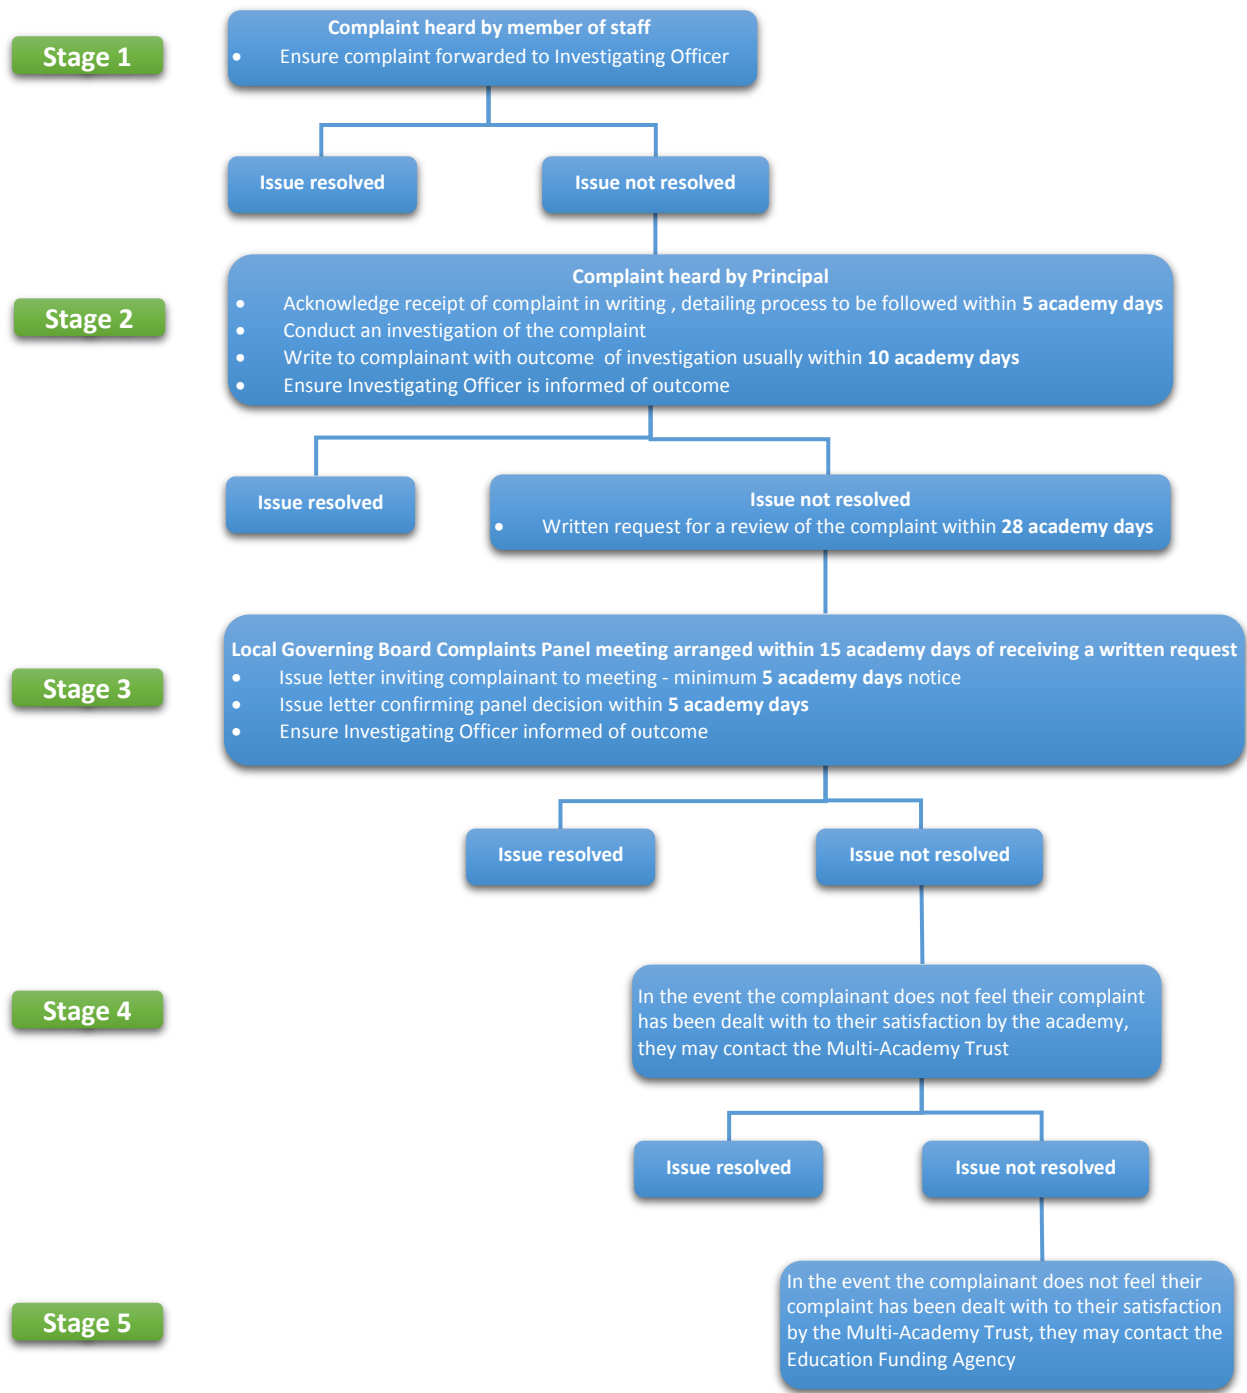 Stage 1
Complaint heard by member of staff
• Ensure complaint forwarded to Investigating Officer
Issue resolved
Issue not resolved
Stage 2
Complaint heard by Principal
• Acknowledge receipt of complaint in writing , detailing process to be followed within 5 academy days
• Conduct an investigation of the complaint
• Write to complainant with outcome of investigation usually within 10 academy days
• Ensure Investigating Officer is informed of outcome
Issue resolved
Issue not resolved
• Written request for a review of the complaint within 28 academy days
Stage 3
Local Governing Board Complaints Panel meeting arranged within 15 academy days of receiving a written request
• Issue letter inviting complainant to meeting - minimum 5 academy days notice
• Issue letter confirming panel decision within 5 academy days
• Ensure Investigating Officer informed of outcome
Issue resolved
Issue not resolved
Stage 4
In the event the complainant does not feel their complaint
has been dealt with to their satisfaction by the academy,
they may contact the Multi-Academy Trust
Issue resolved
Issue not resolved
Stage 5
In the event the complainant does not feel their
complaint has been dealt with to their satisfaction
by the Multi-Academy Trust, they may contact the
Education Funding Agency